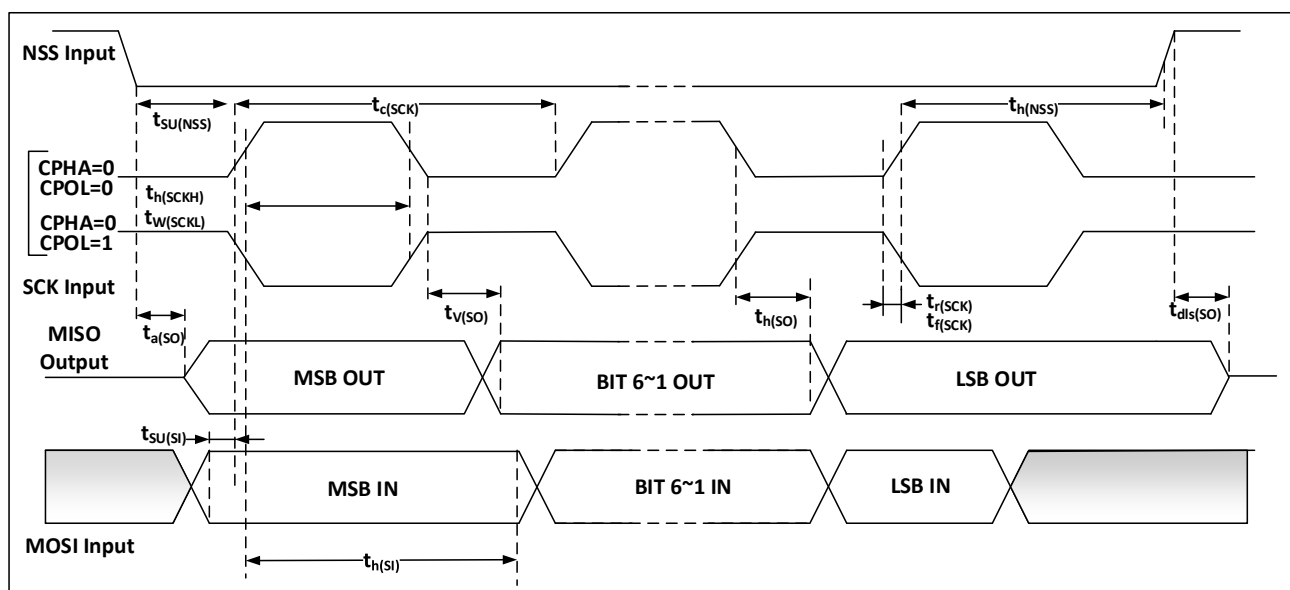 NSS Input
tSU(NSS)
tc(SCK)
th(NSS)
CPHA=0
CPOL=0
th(SCKH)
CPHA=0
tW(SCKL)
CPOL=1
SCK Input
ta(SO)
tV(SO)
th(SO)
tr(SCK)
tf(SCK)
tdIs(SO)
MISO
Output
MSB OUT
BIT 6~1 OUT
LSB OUT
tSU(SI)
MSB IN
BIT 6~1 IN
LSB IN
MOSI Input
th(SI)